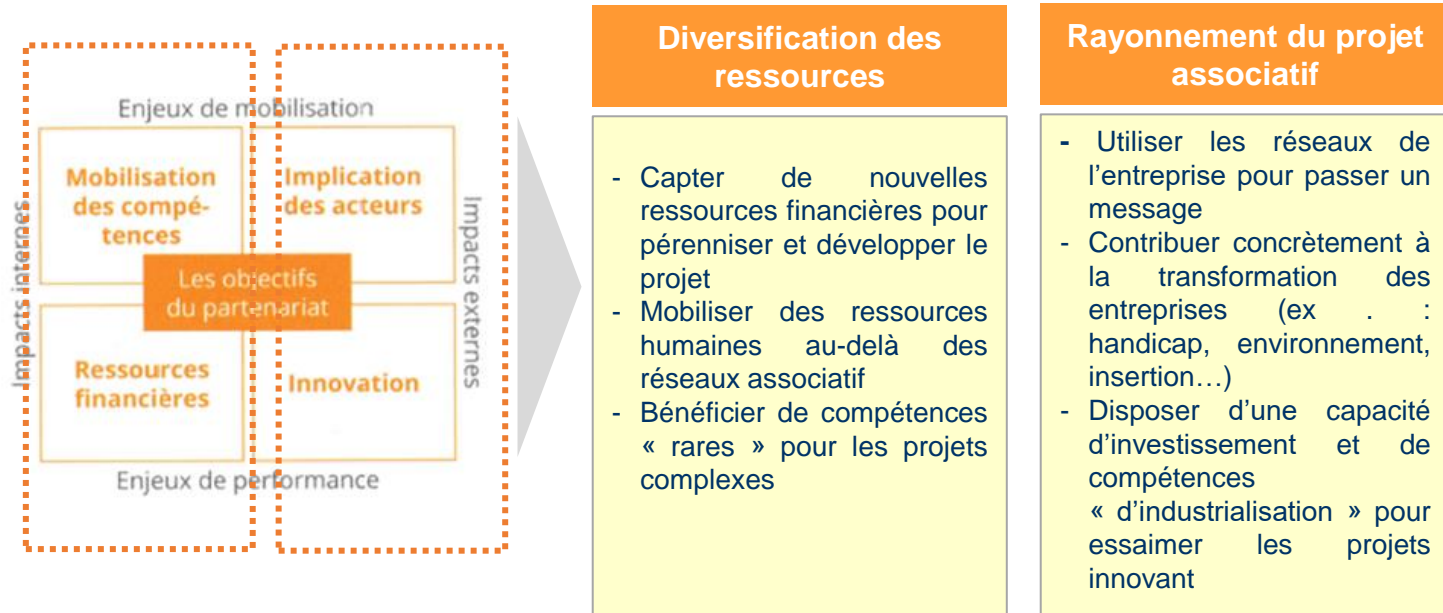 Enjeux de mobilisation
Mobilisation
des compé-
tences
Implication
des acteurs
Impacts internes
Impacts externes
Les objectifs
du partenariat
Ressources
financières
Innovation
Enjeux de performance
Diversification des
ressources
- Capter de nouvelles
ressources financières pour
pérenniser et développer le
projet
- Mobiliser des ressources
humaines au-delà des
réseaux associatif
- Bénéficier de compétences
« rares » pour les projets
complexes
Rayonnement du projet
associatif
- Utiliser les réseaux de
l’entreprise pour passer un
message
- Contribuer concrètement à
la transformation des
entreprises (ex . :
handicap, environnement,
insertion…)
- Disposer d’une capacité
d’investissement et de
compétences
« d’industrialisation » pour
essaimer les projets
innovant